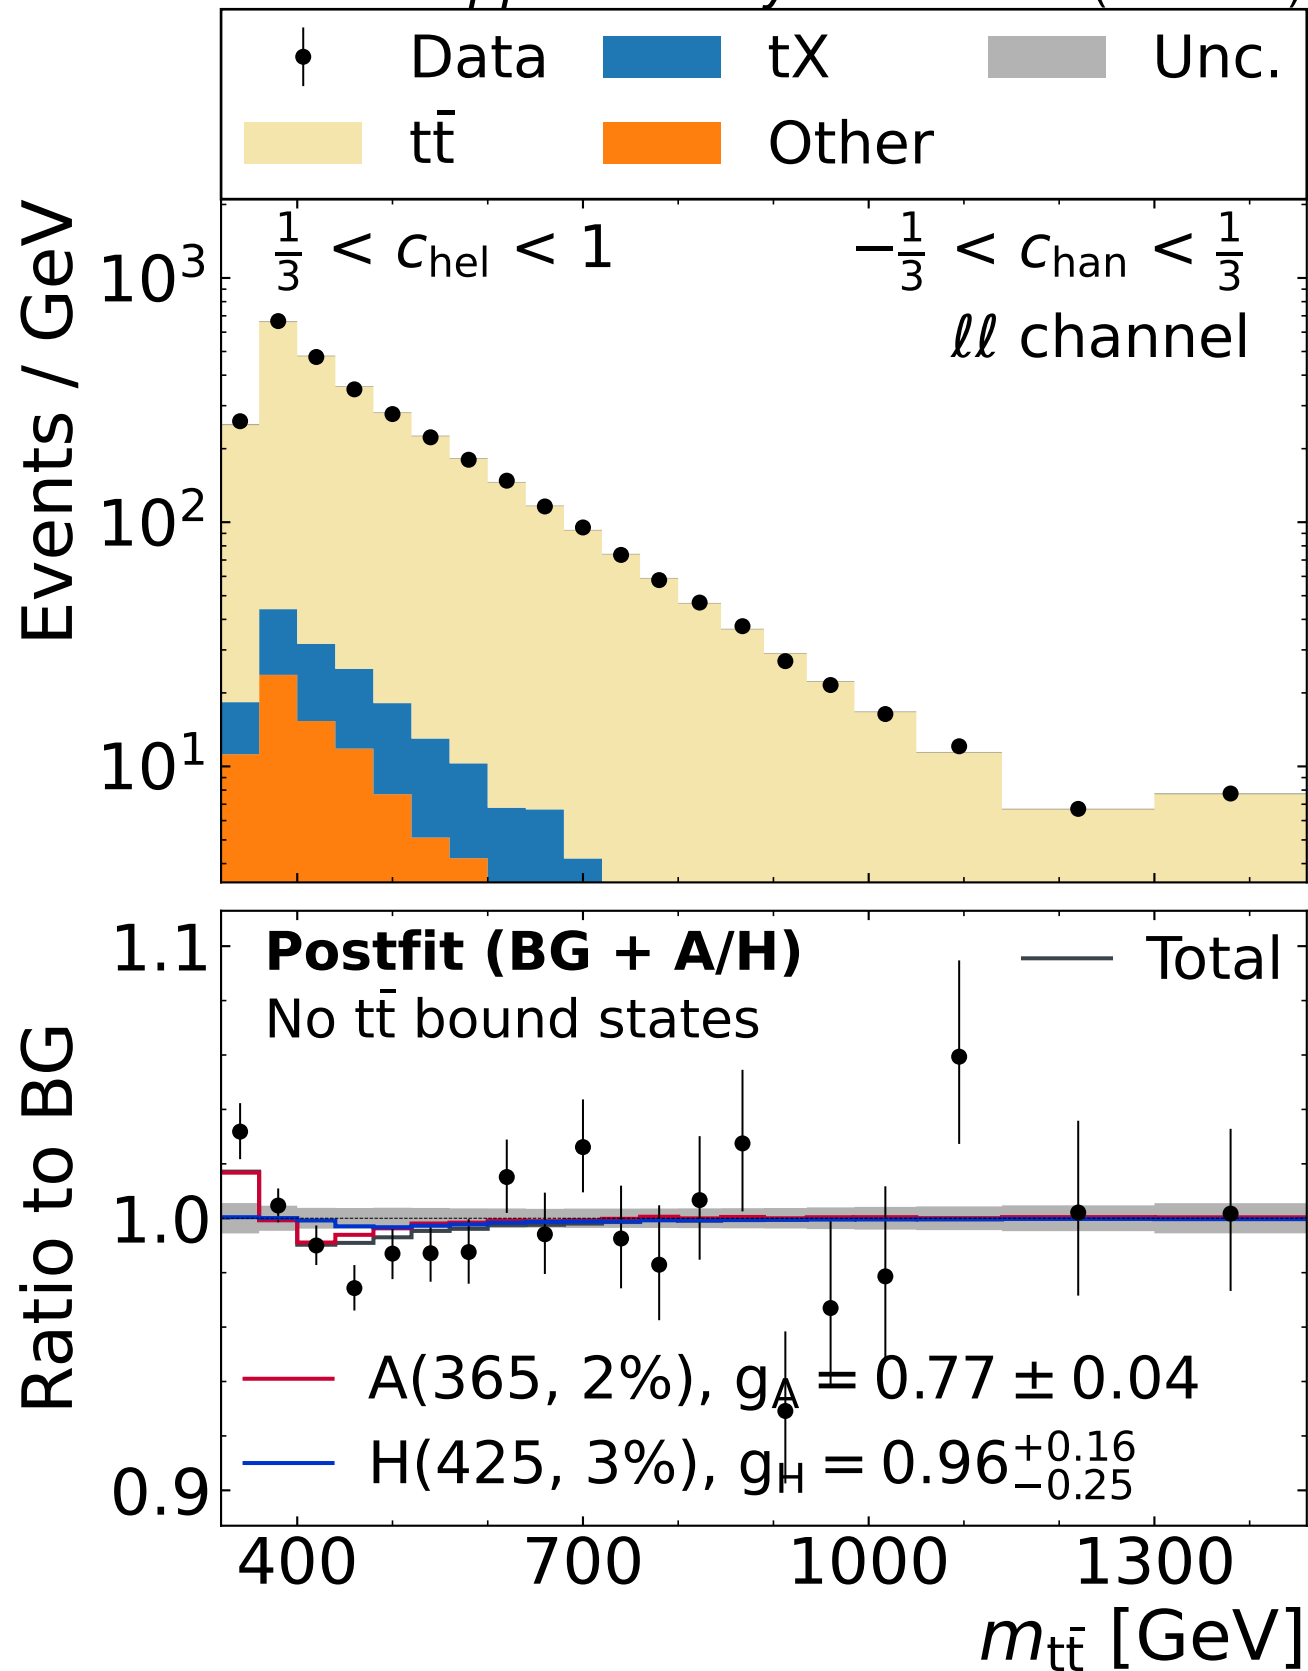 Data tX Unc.
tt̄ Other
1/3 < c_hel < 1 −1/3 < c_han < 1/3
ℓℓ channel
Events / GeV
10³
10²
10¹
Postfit (BG + A/H) Total
No tt̄ bound states
Ratio to BG
1.1
1.0
0.9
A(365, 2%), g_A = 0.77 ± 0.04
H(425, 3%), g_H = 0.96 +0.16 −0.25
400 700 1000 1300
m_tt̄ [GeV]